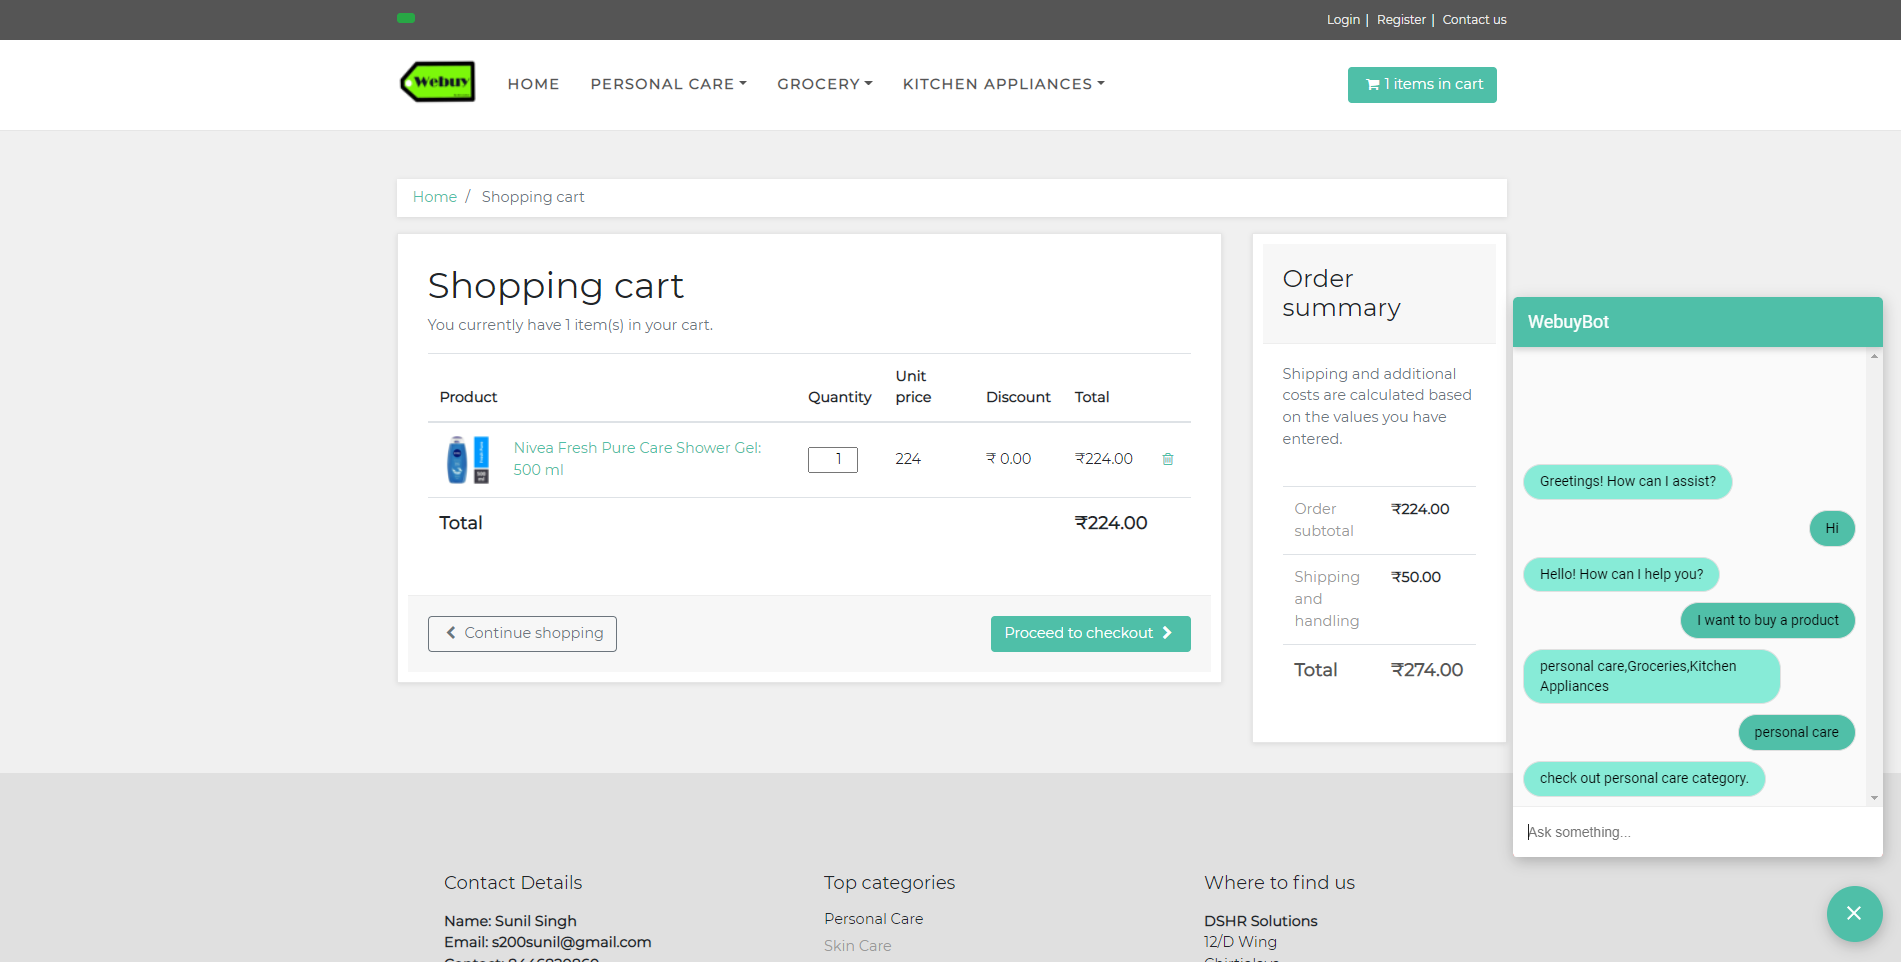 Login | Register | Contact us
Webuy
HOME
PERSONAL CARE
GROCERY
KITCHEN APPLIANCES
1 items in cart
Home / Shopping cart
Shopping cart
You currently have 1 item(s) in your cart.
Product Quantity Unit price Discount Total
Nivea Fresh Pure Care Shower Gel:
500 ml
1 224 ₹ 0.00 ₹224.00
Total ₹224.00
Continue shopping
Proceed to checkout
Order
summary
Shipping and additional
costs are calculated based
on the values you have
entered.
Order
subtotal
₹224.00
Shipping
and
handling
₹50.00
Total ₹274.00
WebuyBot
Greetings! How can I assist?
Hi
Hello! How can I help you?
I want to buy a product
personal care,Groceries,Kitchen
Appliances
personal care
check out personal care category.
Ask something...
Contact Details
Name: Sunil Singh
Email: s200sunil@gmail.com
Top categories
Personal Care
Skin Care
Where to find us
DSHR Solutions
12/D Wing